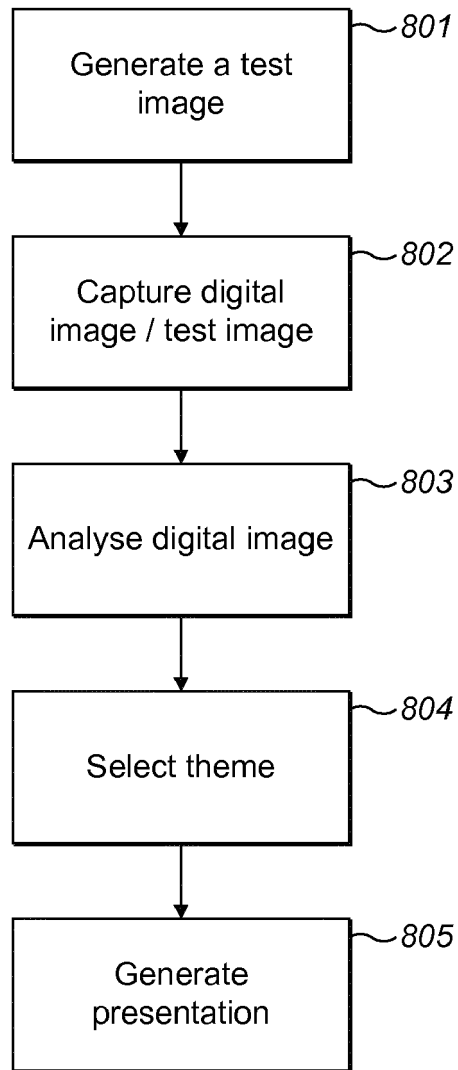 801
Generate a test
image
802
Capture digital
image / test image
803
Analyse digital image
804
Select theme
805
Generate
presentation